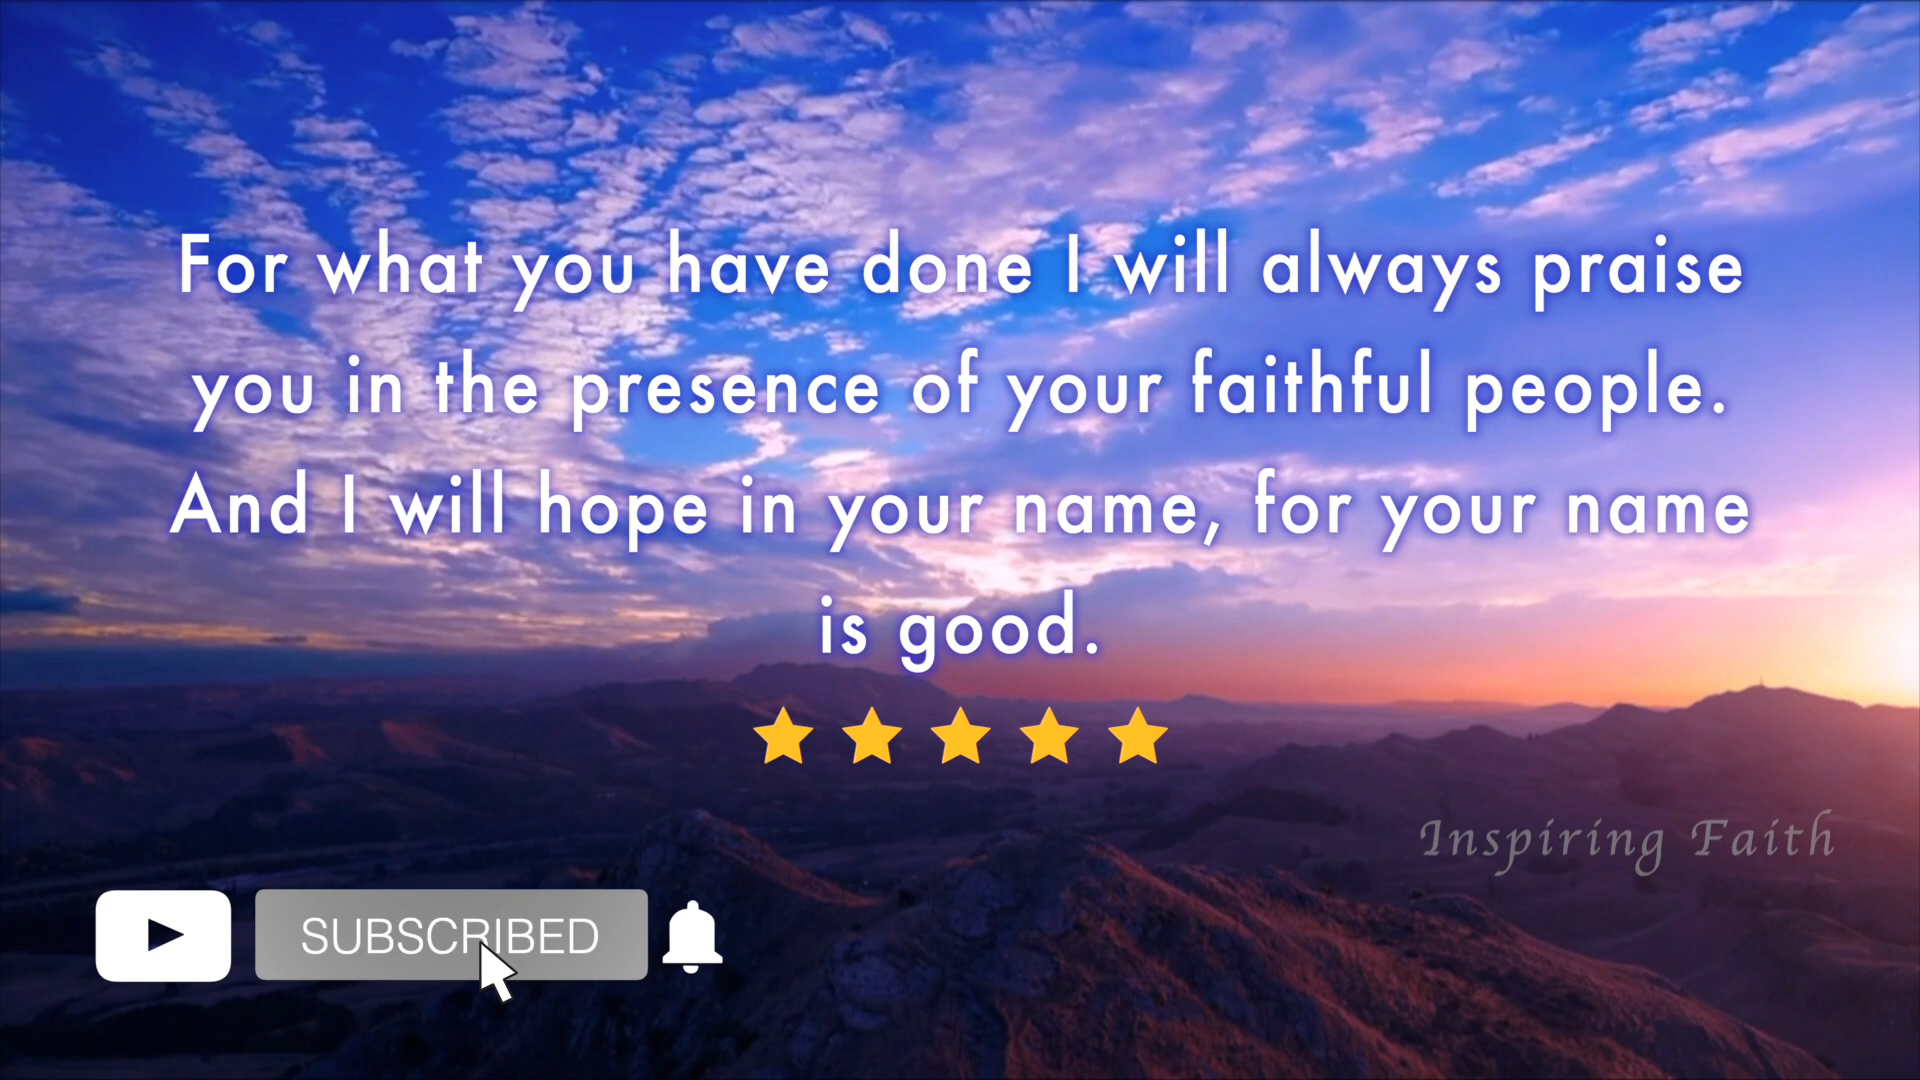 For what you have done I will always praise
you in the presence of your faithful people.
And I will hope in your name, for your name
is good.
Inspiring Faith
SUBSCRIBED